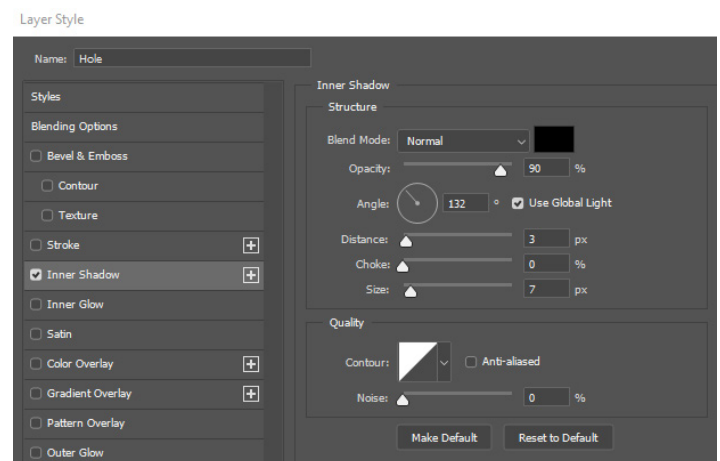 Layer Style
Name: Hole
Styles
Blending Options
Bevel & Emboss
Contour
Texture
Stroke
Inner Shadow
Inner Glow
Satin
Color Overlay
Gradient Overlay
Pattern Overlay
Outer Glow
Inner Shadow
Structure
Blend Mode: Normal
Opacity: 90 %
Angle: 132 ° Use Global Light
Distance: 3 px
Choke: 0 %
Size: 7 px
Quality
Contour: Anti-aliased
Noise: 0 %
Make Default Reset to Default